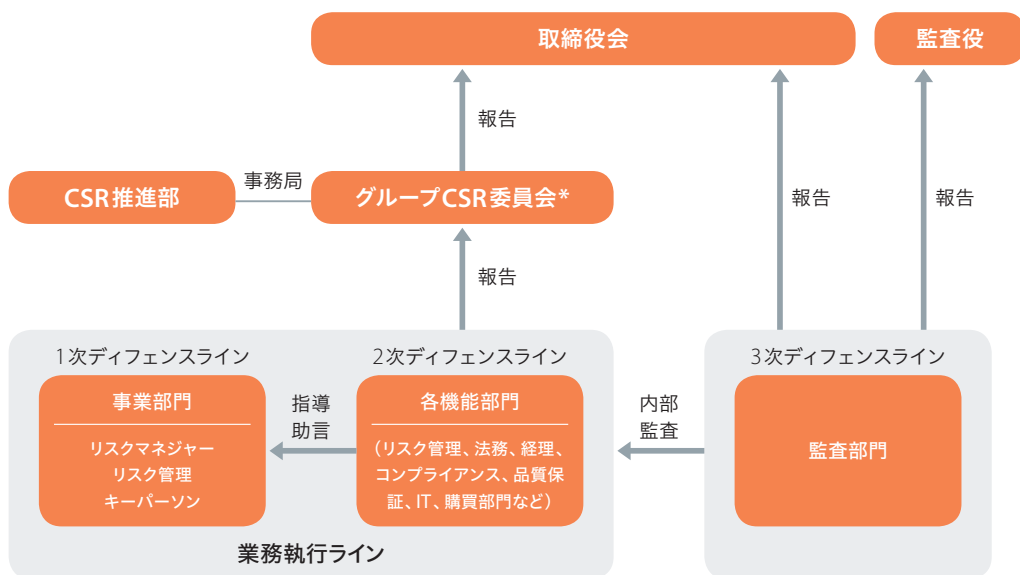 取締役会
監査役
報告
CSR推進部
事務局
グループCSR委員会*
報告
報告
報告
1次ディフェンスライン
2次ディフェンスライン
3次ディフェンスライン
事業部門
リスクマネジャー
リスク管理
キーパーソン
指導
助言
各機能部門
(リスク管理、法務、経理、
コンプライアンス、品質保
証、IT、購買部門など)
内部
監査
監査部門
業務執行ライン